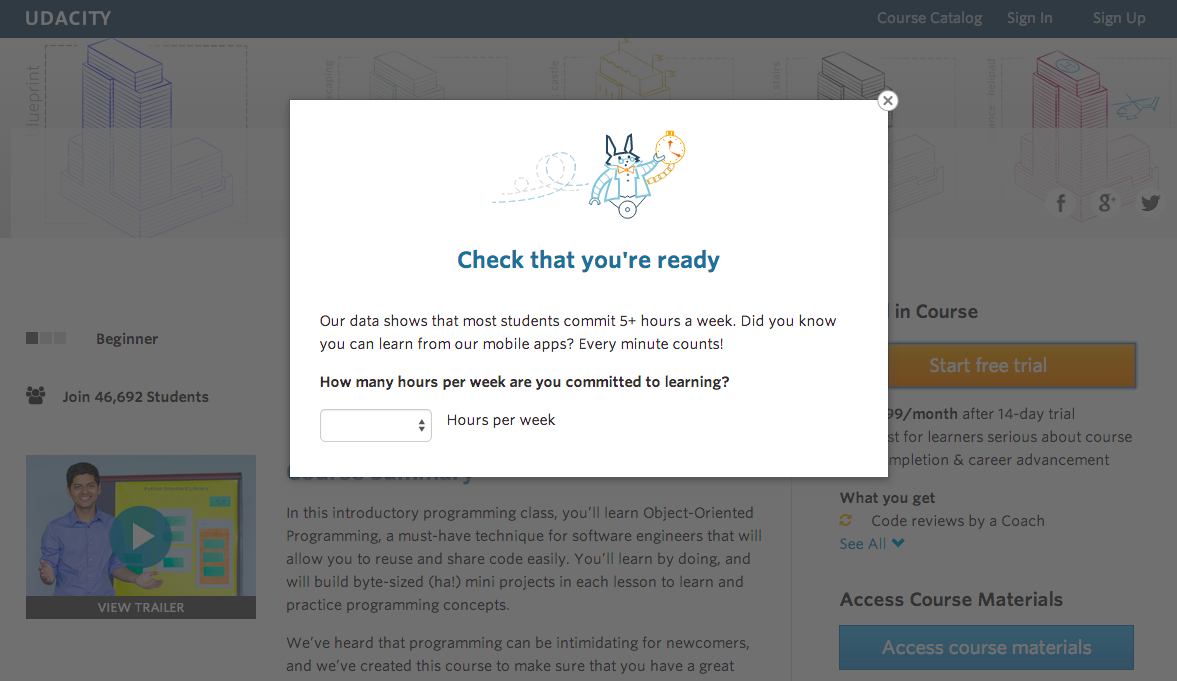 UDACITY
Course Catalog
Sign In
Sign Up
blueprint
castle
stairs
helipad
Check that you're ready
Our data shows that most students commit 5+ hours a week. Did you know
you can learn from our mobile apps? Every minute counts!
How many hours per week are you committed to learning?
Hours per week
Beginner
Join 46,692 Students
VIEW TRAILER
Course Summary
In this introductory programming class, you'll learn Object-Oriented
Programming, a must-have technique for software engineers that will
allow you to reuse and share code easily. You'll learn by doing, and
will build byte-sized (ha!) mini projects in each lesson to learn and
practice programming concepts.
We've heard that programming can be intimidating for newcomers,
and we've created this course to make sure that you have a great
in Course
Start free trial
99/month after 14-day trial
st for learners serious about course
mpletion & career advancement
What you get
Code reviews by a Coach
See All
Access Course Materials
Access course materials